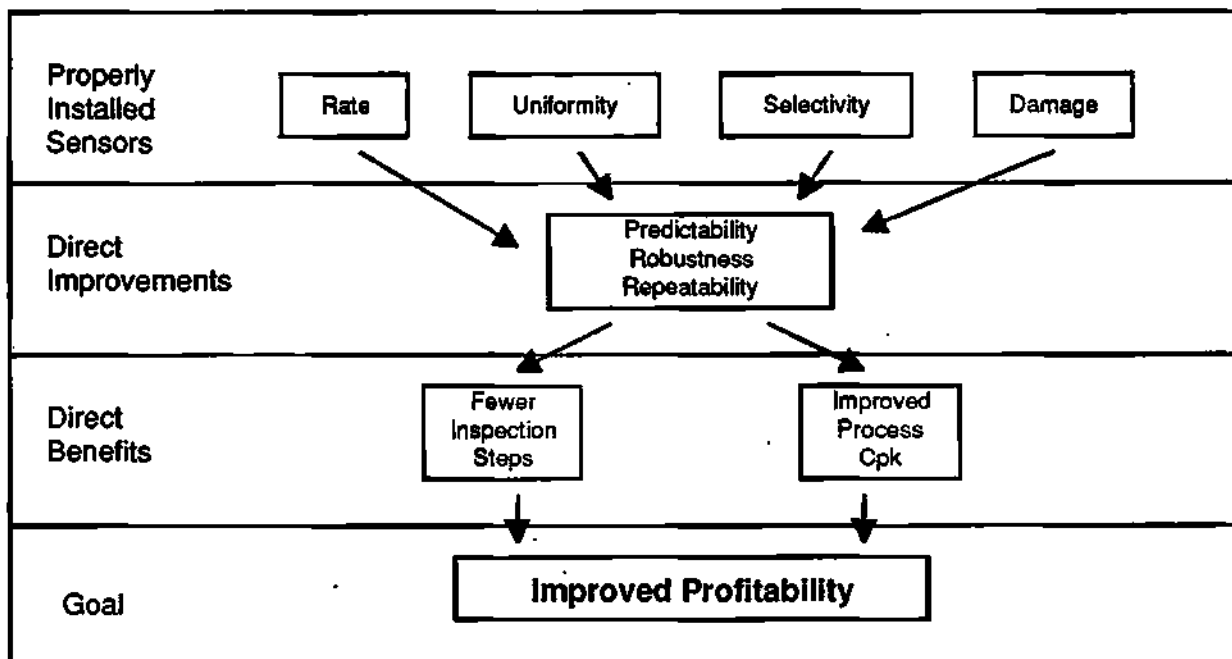 Properly
Installed
Sensors
Rate
Uniformity
Selectivity
Damage
Direct
Improvements
Predictability
Robustness
Repeatability
Direct
Benefits
Fewer
Inspection
Steps
Improved
Process
Cpk
Goal
Improved Profitability